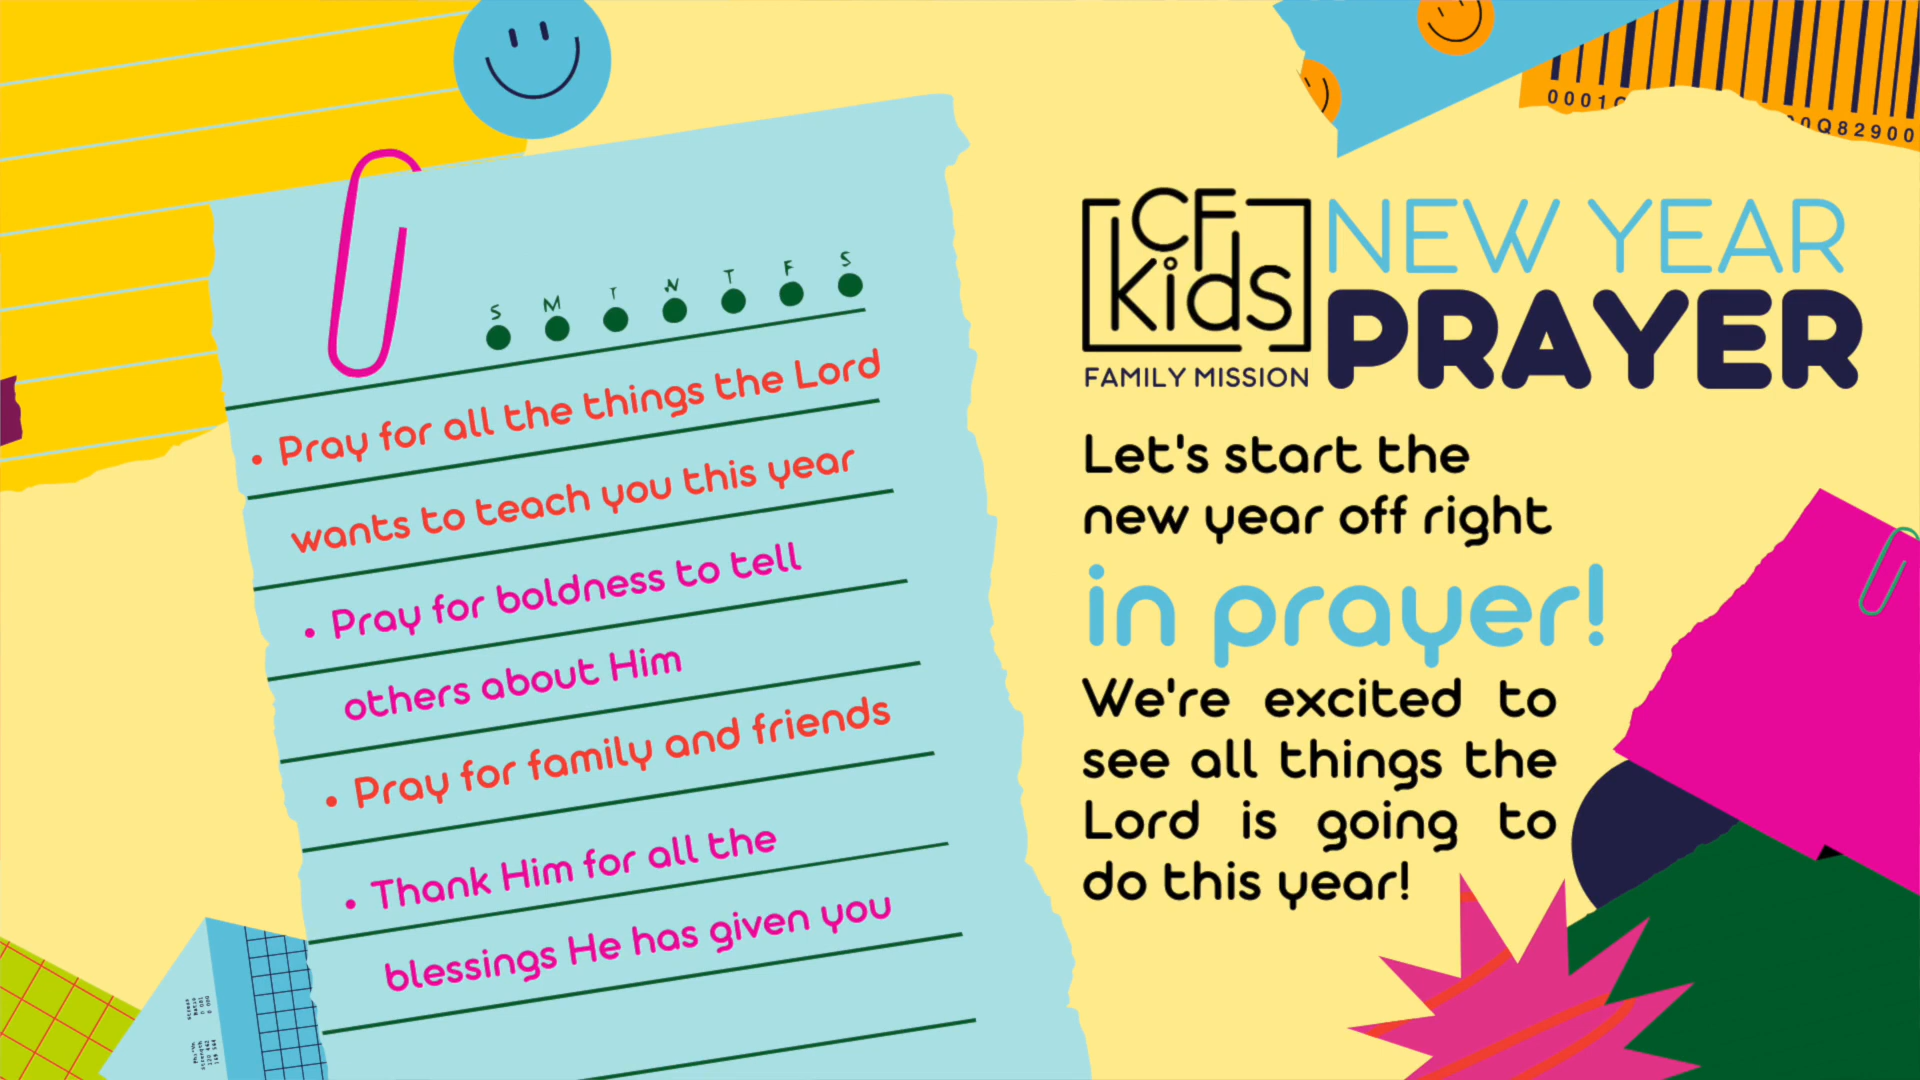 0001
0Q82900
CF
kids
FAMILY MISSION
NEW YEAR
PRAYER
S M T W T F S
• Pray for all the things the Lord
wants to teach you this year
• Pray for boldness to tell
others about Him
• Pray for family and friends
• Thank Him for all the
blessings He has given you
Let's start the
new year off right
in prayer!
We're excited to
see all things the
Lord is going to
do this year!